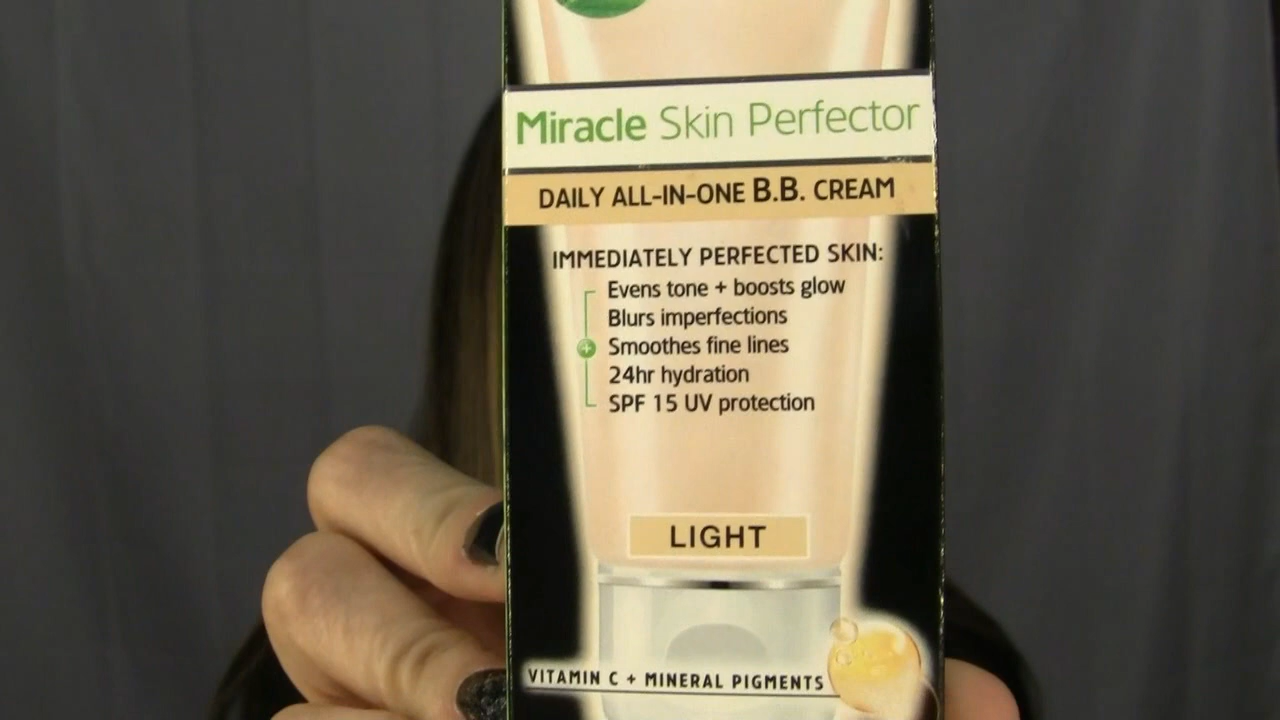 Miracle Skin Perfector
DAILY ALL-IN-ONE B.B. CREAM
IMMEDIATELY PERFECTED SKIN:
Evens tone + boosts glow
Blurs imperfections
Smoothes fine lines
24hr hydration
SPF 15 UV protection
LIGHT
VITAMIN C + MINERAL PIGMENTS